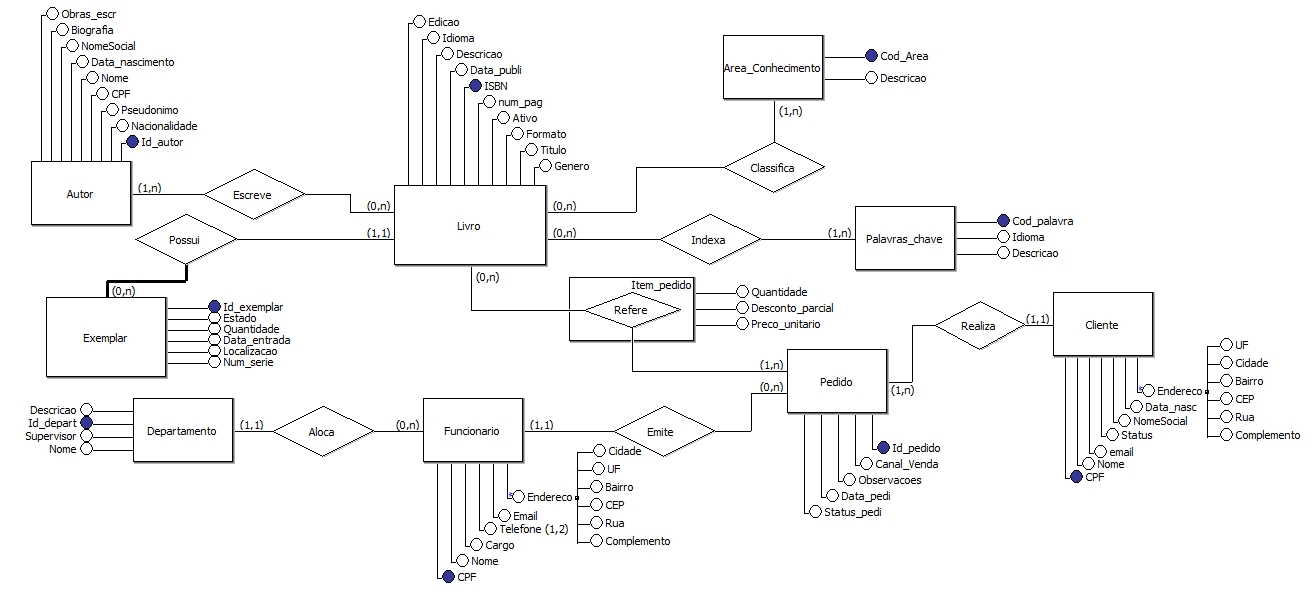 Obras_escr
Biografia
NomeSocial
Data_nascimento
Nome
CPF
Pseudonimo
Nacionalidade
Id_autor
Autor
(1,n)
Escreve
(0,n)
Edicao
Idioma
Descricao
Data_publi
ISBN
num_pag
Ativo
Formato
Titulo
Genero
Livro
Cod_Area
Descricao
Area_Conhecimento
(1,n)
Classifica
(0,n)
Possui
(1,1)
(0,n)
Indexa
(1,n)
Palavras_chave
Cod_palavra
Idioma
Descricao
(0,n)
Exemplar
Id_exemplar
Estado
Quantidade
Data_entrada
Localizacao
Num_serie
(0,n)
Item_pedido
Refere
Quantidade
Desconto_parcial
Preco_unitario
(1,n)
(0,n)
Pedido
(1,n)
Realiza
(1,1)
Cliente
Endereco
UF
Cidade
Bairro
CEP
Rua
Complemento
Data_nasc
NomeSocial
Status
email
Nome
CPF
Descricao
Id_depart
Supervisor
Nome
Departamento
(1,1)
Aloca
(0,n)
Funcionario
(1,1)
Emite
Id_pedido
Canal_Venda
Observacoes
Data_pedi
Status_pedi
Endereco
Cidade
UF
Bairro
CEP
Rua
Complemento
Email
Telefone (1,2)
Cargo
Nome
CPF